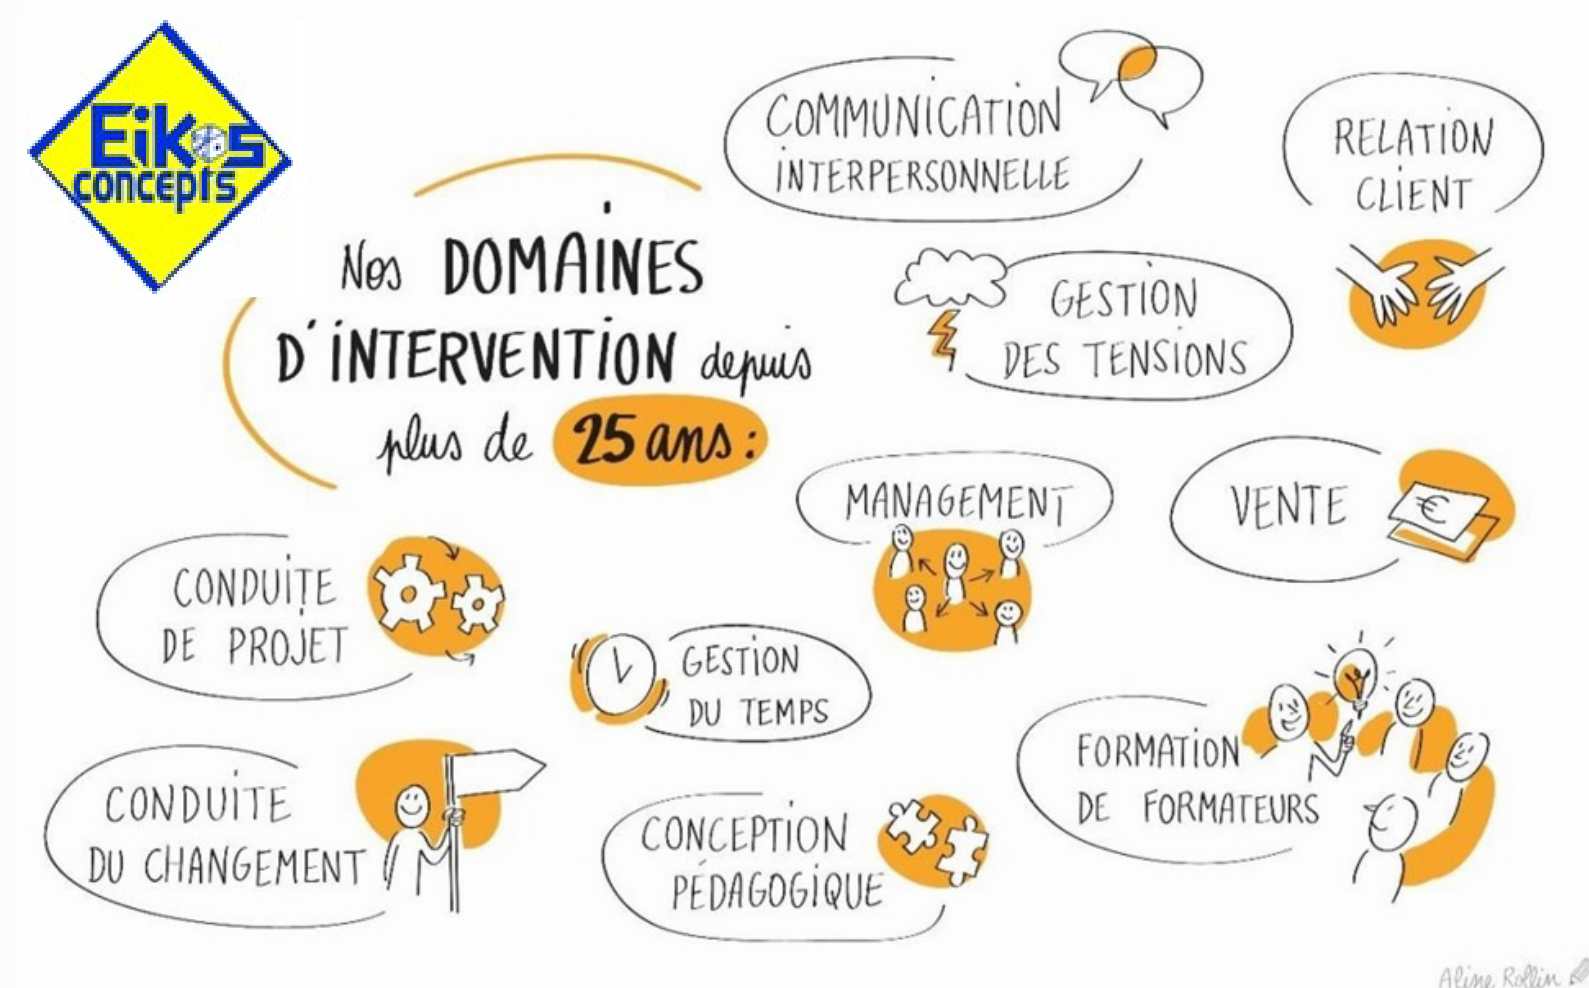 Eikos
concepts
Nos DOMAINES
D'INTERVENTION depuis
plus de 25 ans :
COMMUNICATION
INTERPERSONNELLE
RELATION
CLIENT
GESTION
DES TENSIONS
MANAGEMENT
VENTE
€
CONDUITE
DE PROJET
GESTION
DU TEMPS
FORMATION
DE FORMATEURS
CONDUITE
DU CHANGEMENT
CONCEPTION
PÉDAGOGIQUE
Aline Rollin